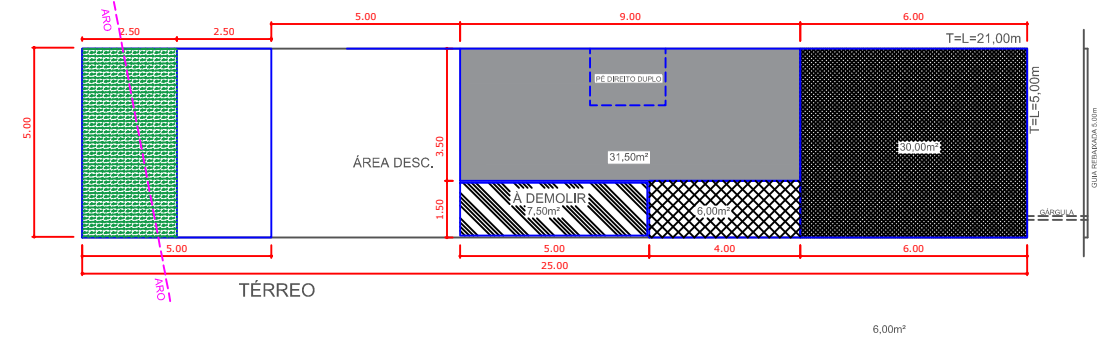 ARO
5.00
9.00
6.00
2.50
2.50
T=L=21,00m
PÉ DIREITO DUPLO
T=L=5,00m
5.00
3.50
GUIA REBAIXADA 5.00m
30,00m²
31,50m²
ÁREA DESC.
À DEMOLIR
7,50m²
1.50
6,00m²
GÁRGULA
5.00
5.00
4.00
6.00
25.00
ARO
TÉRREO
6,00m²